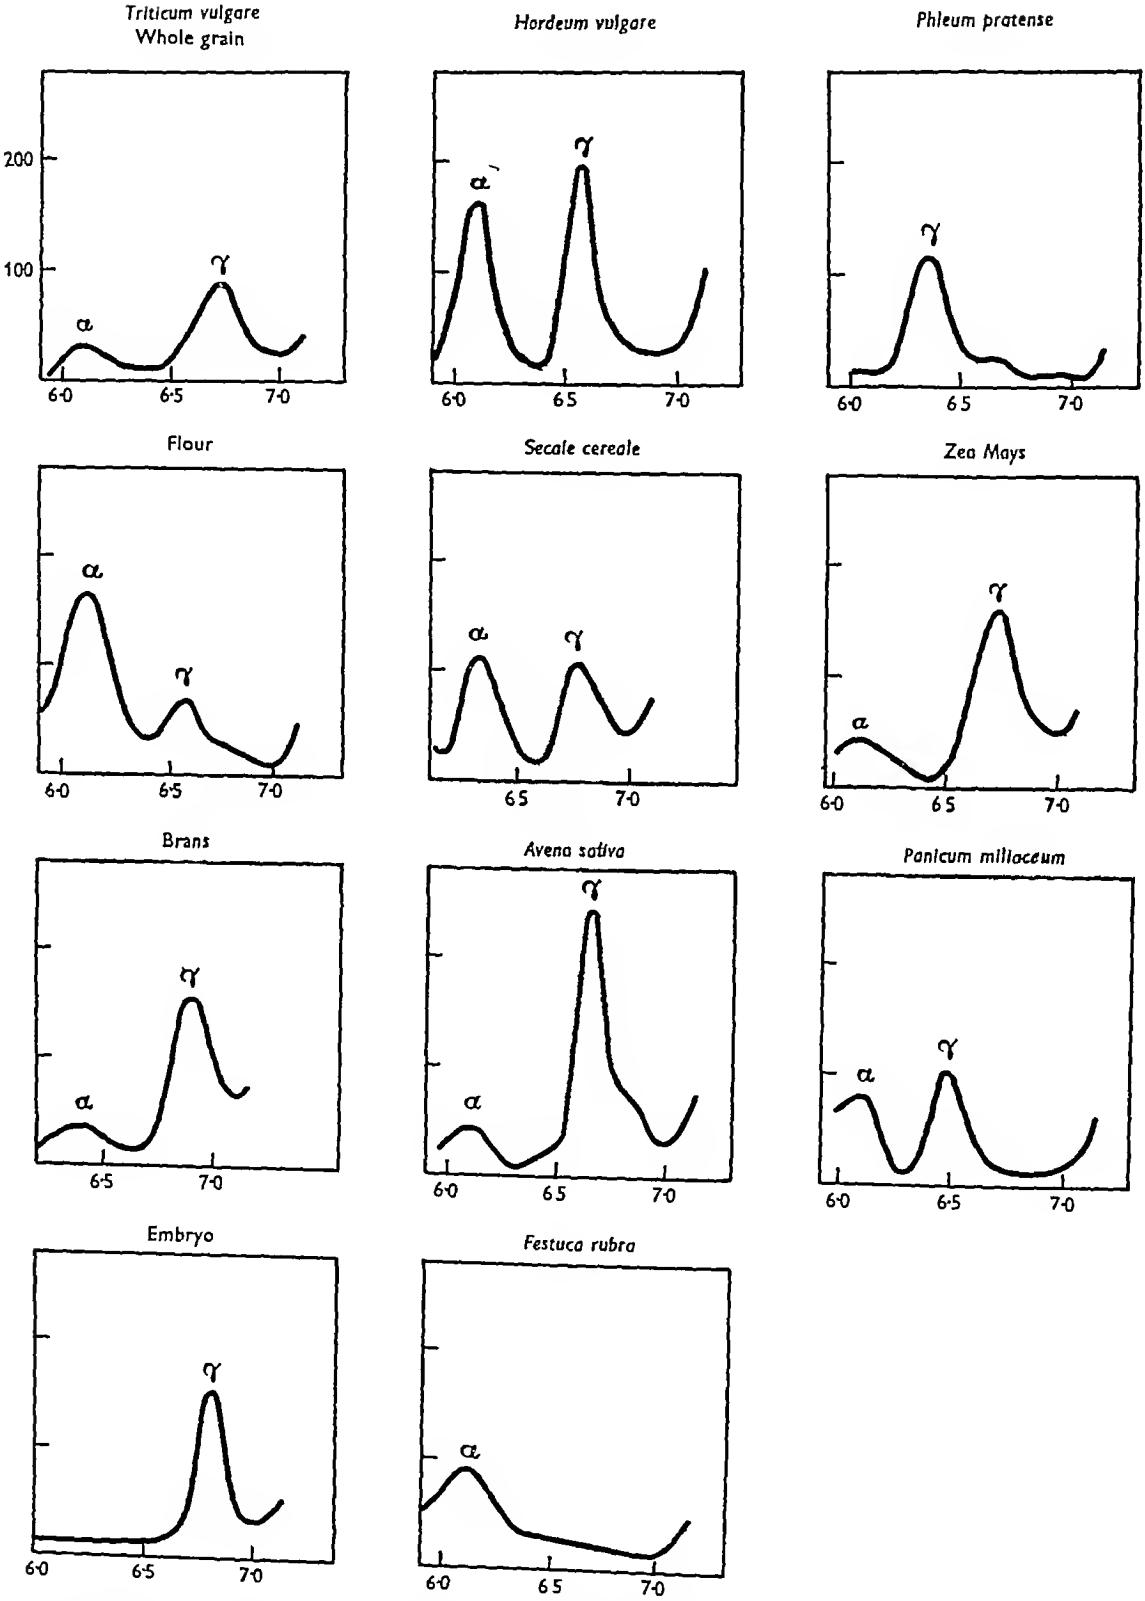 Triticum vulgare
Whole grain
200
100
α
γ
6·0
6·5
7·0
Hordeum vulgare
α
γ
6·0
6·5
7·0
Phleum pratense
γ
6·0
6 5
7·0
Flour
α
γ
6·0
6·5
7·0
Secale cereale
α
γ
6 5
7·0
Zea Mays
α
γ
6·0
6 5
7·0
Brans
α
γ
6·5
7·0
Avena sativa
α
γ
6·0
6 5
7·0
Panicum miliaceum
α
γ
6·0
6·5
7·0
Embryo
γ
6·0
6·5
7·0
Festuca rubra
α
6·0
6 5
7·0